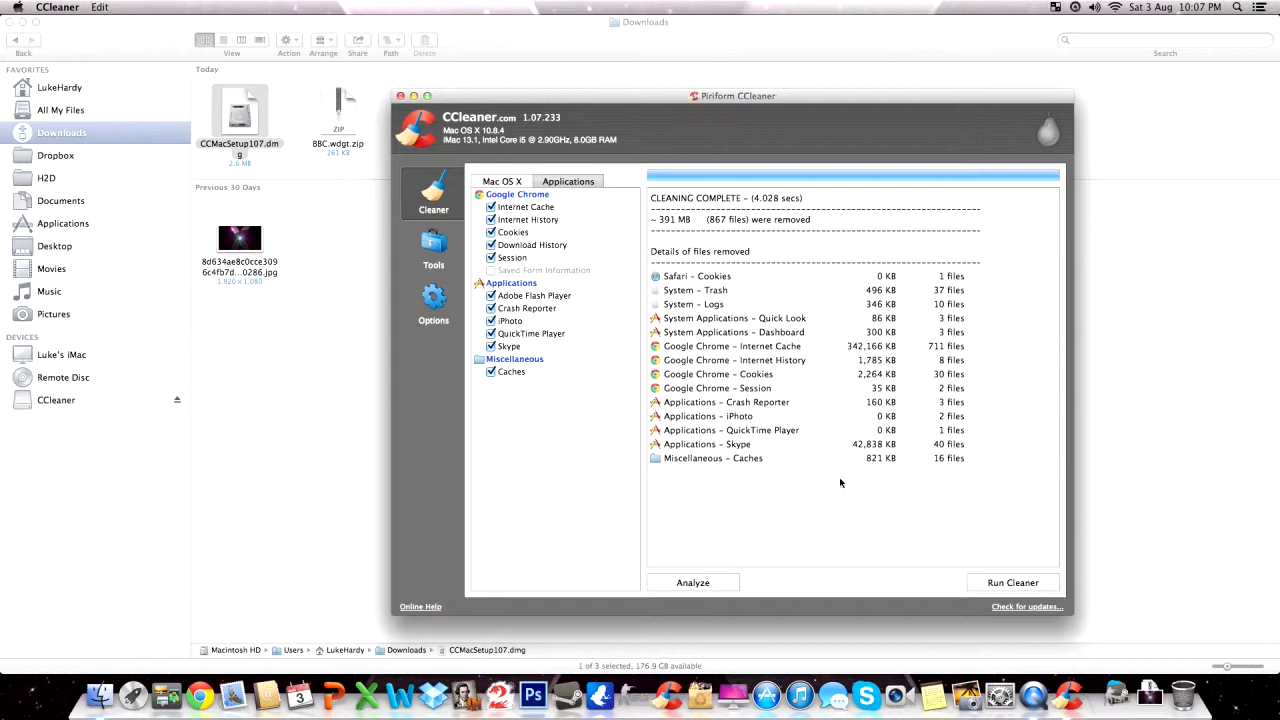 CCleaner Edit
Sat 3 Aug 10:07 PM
Downloads
Back
View
Action
Arrange
Share
Path
Delete
Search
FAVORITES
LukeHardy
All My Files
Downloads
Dropbox
H2D
Documents
Applications
Desktop
Movies
Music
Pictures
DEVICES
Luke's iMac
Remote Disc
CCleaner
Today
CCMacSetup107.dm
g
2.6 MB
ZIP
BBC.wdgt.zip
261 KB
Previous 30 Days
8d634ae8c0cce309
6c4fb7d...0286.jpg
1,920 x 1,080
Piriform CCleaner
CCleaner.com 1.07.233
Mac OS X 10.8.4
iMac 13.1, Intel Core i5 @ 2.90GHz, 8.0GB RAM
Cleaner
Tools
Options
Mac OS X Applications
Google Chrome
Internet Cache
Internet History
Cookies
Download History
Session
Saved Form Information
Applications
Adobe Flash Player
Crash Reporter
iPhoto
QuickTime Player
Skype
Miscellaneous
Caches
CLEANING COMPLETE - (4.028 secs)
~ 391 MB (867 files) were removed
Details of files removed
Safari - Cookies 0 KB 1 files
System - Trash 496 KB 37 files
System - Logs 346 KB 10 files
System Applications - Quick Look 86 KB 3 files
System Applications - Dashboard 300 KB 3 files
Google Chrome - Internet Cache 342,166 KB 711 files
Google Chrome - Internet History 1,785 KB 8 files
Google Chrome - Cookies 2,264 KB 30 files
Google Chrome - Session 35 KB 2 files
Applications - Crash Reporter 160 KB 3 files
Applications - iPhoto 0 KB 2 files
Applications - QuickTime Player 0 KB 1 files
Applications - Skype 42,838 KB 40 files
Miscellaneous - Caches 821 KB 16 files
Analyze
Run Cleaner
Online Help
Check for updates...
Macintosh HD Users LukeHardy Downloads CCMacSetup107.dmg
1 of 3 selected, 176.9 GB available
3
Ps